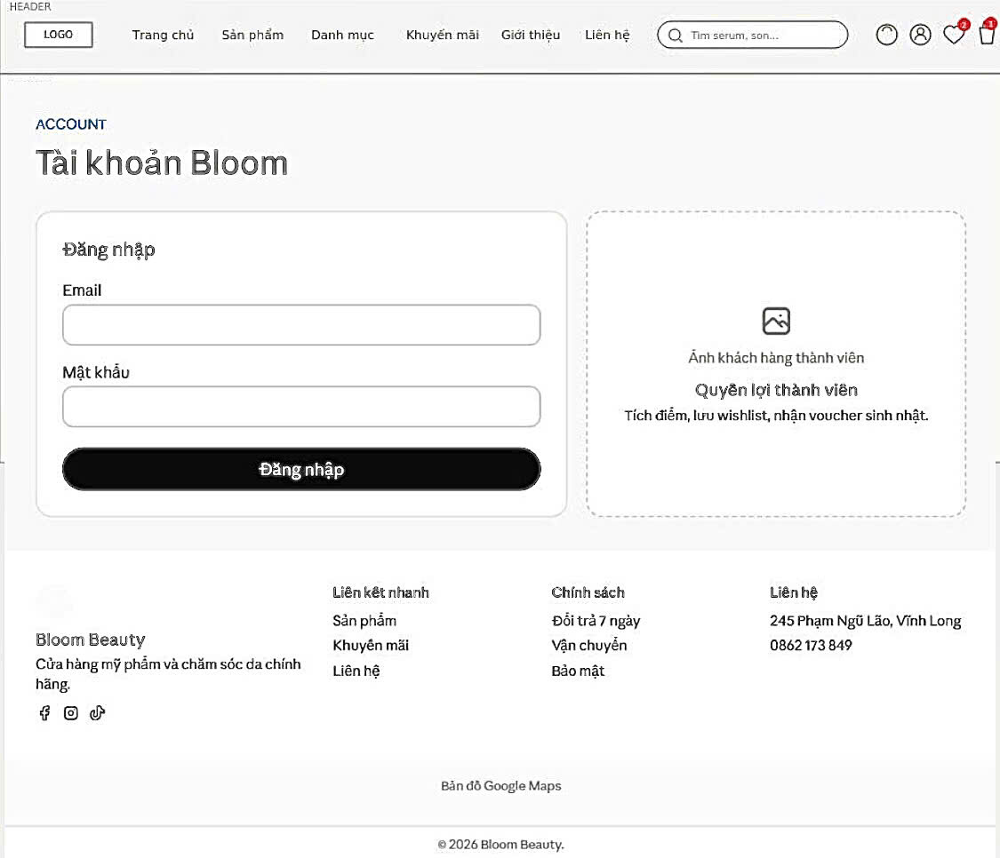 HEADER
LOGO
Trang chủ
Sản phẩm
Danh mục
Khuyến mãi
Giới thiệu
Liên hệ
Tìm serum, son...
2
1
ACCOUNT
Tài khoản Bloom
Đăng nhập
Email
Mật khẩu
Đăng nhập
Ảnh khách hàng thành viên
Quyền lợi thành viên
Tích điểm, lưu wishlist, nhận voucher sinh nhật.
Bloom Beauty
Cửa hàng mỹ phẩm và chăm sóc da chính
hãng.
Liên kết nhanh
Sản phẩm
Khuyến mãi
Liên hệ
Chính sách
Đổi trả 7 ngày
Vận chuyển
Bảo mật
Liên hệ
245 Phạm Ngũ Lão, Vĩnh Long
0862 173 849
Bản đồ Google Maps
© 2026 Bloom Beauty.